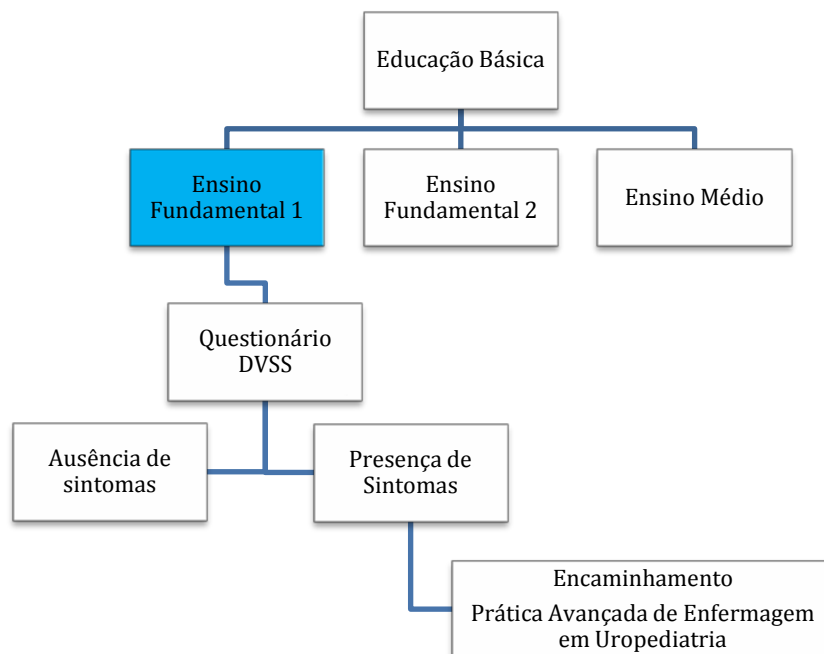 Educação Básica
Ensino
Fundamental 1
Ensino
Fundamental 2
Ensino Médio
Questionário
DVSS
Ausência de
sintomas
Presença de
Sintomas
Encaminhamento
Prática Avançada de Enfermagem
em Uropediatria